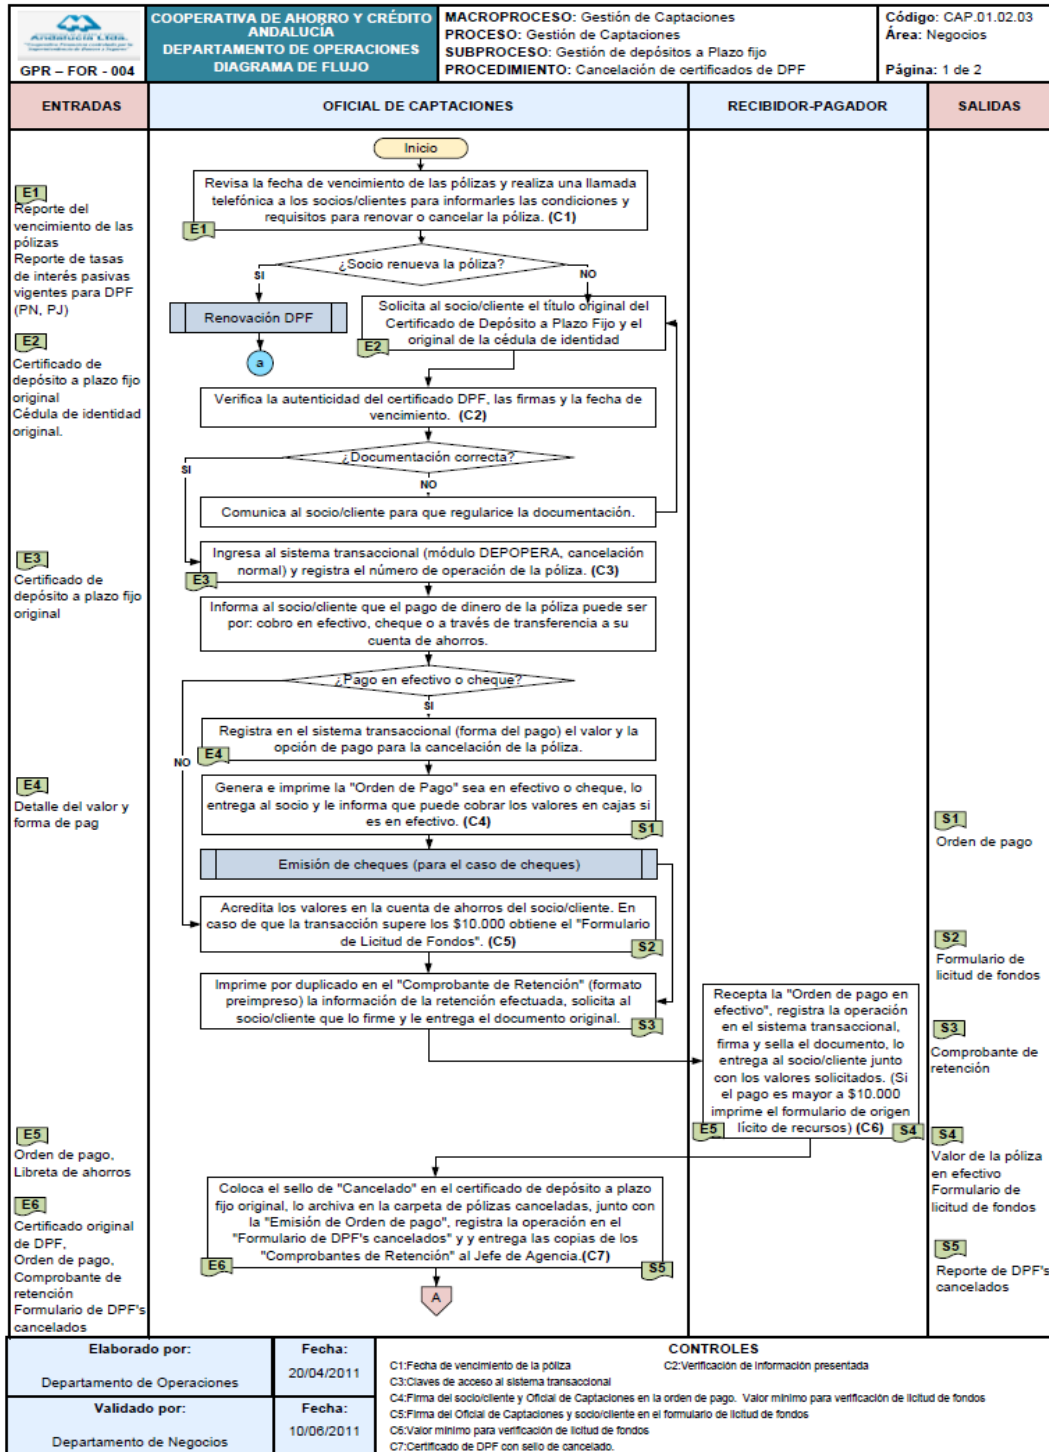 Andalucía Ltda.
GPR – FOR - 004
COOPERATIVA DE AHORRO Y CRÉDITO
ANDALUCÍA
DEPARTAMENTO DE OPERACIONES
DIAGRAMA DE FLUJO
MACROPROCESO: Gestión de Captaciones
PROCESO: Gestión de Captaciones
SUBPROCESO: Gestión de depósitos a Plazo fijo
PROCEDIMIENTO: Cancelación de certificados de DPF
Código: CAP.01.02.03
Área: Negocios
Página: 1 de 2
ENTRADAS
OFICIAL DE CAPTACIONES
RECIBIDOR-PAGADOR
SALIDAS
E1
Reporte del
vencimiento de las
pólizas
Reporte de tasas
de interés pasivas
vigentes para DPF
(PN, PJ)
E2
Certificado de
depósito a plazo fijo
original
Cédula de identidad
original.
E3
Certificado de
depósito a plazo fijo
original
E4
Detalle del valor y
forma de pag
E5
Orden de pago,
Libreta de ahorros
E6
Certificado original
de DPF,
Orden de pago,
Comprobante de
retención
Formulario de DPF's
cancelados
Inicio
Revisa la fecha de vencimiento de las pólizas y realiza una llamada
telefónica a los socios/clientes para informarles las condiciones y
requisitos para renovar o cancelar la póliza. (C1)
E1
¿Socio renueva la póliza?
SI
NO
Renovación DPF
a
Solicita al socio/cliente el título original del
Certificado de Depósito a Plazo Fijo y el
original de la cédula de identidad
E2
Verifica la autenticidad del certificado DPF, las firmas y la fecha de
vencimiento. (C2)
¿Documentación correcta?
SI
NO
Comunica al socio/cliente para que regularice la documentación.
Ingresa al sistema transaccional (módulo DEPOPERA, cancelación
normal) y registra el número de operación de la póliza. (C3)
E3
Informa al socio/cliente que el pago de dinero de la póliza puede ser
por: cobro en efectivo, cheque o a través de transferencia a su
cuenta de ahorros.
¿Pago en efectivo o cheque?
SI
NO
Registra en el sistema transaccional (forma del pago) el valor y la
opción de pago para la cancelación de la póliza.
E4
Genera e imprime la "Orden de Pago" sea en efectivo o cheque, lo
entrega al socio y le informa que puede cobrar los valores en cajas si
es en efectivo. (C4)
S1
Emisión de cheques (para el caso de cheques)
Acredita los valores en la cuenta de ahorros del socio/cliente. En
caso de que la transacción supere los $10.000 obtiene el "Formulario
de Licitud de Fondos". (C5)
S2
Imprime por duplicado en el "Comprobante de Retención" (formato
preimpreso) la información de la retención efectuada, solicita al
socio/cliente que lo firme y le entrega el documento original.
S3
Recepta la "Orden de pago en
efectivo", registra la operación
en el sistema transaccional,
firma y sella el documento, lo
entrega al socio/cliente junto
con los valores solicitados. (Si
el pago es mayor a $10.000
imprime el formulario de origen
lícito de recursos) (C6)
E5
S4
Coloca el sello de "Cancelado" en el certificado de depósito a plazo
fijo original, lo archiva en la carpeta de pólizas canceladas, junto con
la "Emisión de Orden de pago", registra la operación en el
"Formulario de DPF's cancelados" y y entrega las copias de los
"Comprobantes de Retención" al Jefe de Agencia.(C7)
E6
S5
A
S1
Orden de pago
S2
Formulario de
licitud de fondos
S3
Comprobante de
retención
S4
Valor de la póliza
en efectivo
Formulario de
licitud de fondos
S5
Reporte de DPF's
cancelados
Elaborado por:
Departamento de Operaciones
Fecha:
20/04/2011
Validado por:
Departamento de Negocios
Fecha:
10/06/2011
CONTROLES
C1:Fecha de vencimiento de la póliza
C2:Verificación de información presentada
C3:Claves de acceso al sistema transaccional
C4:Firma del socio/cliente y Oficial de Captaciones en la orden de pago. Valor mínimo para verificación de licitud de fondos
C5:Firma del Oficial de Captaciones y socio/cliente en el formulario de licitud de fondos
C6:Valor mínimo para verificación de licitud de fondos
C7:Certificado de DPF con sello de cancelado.